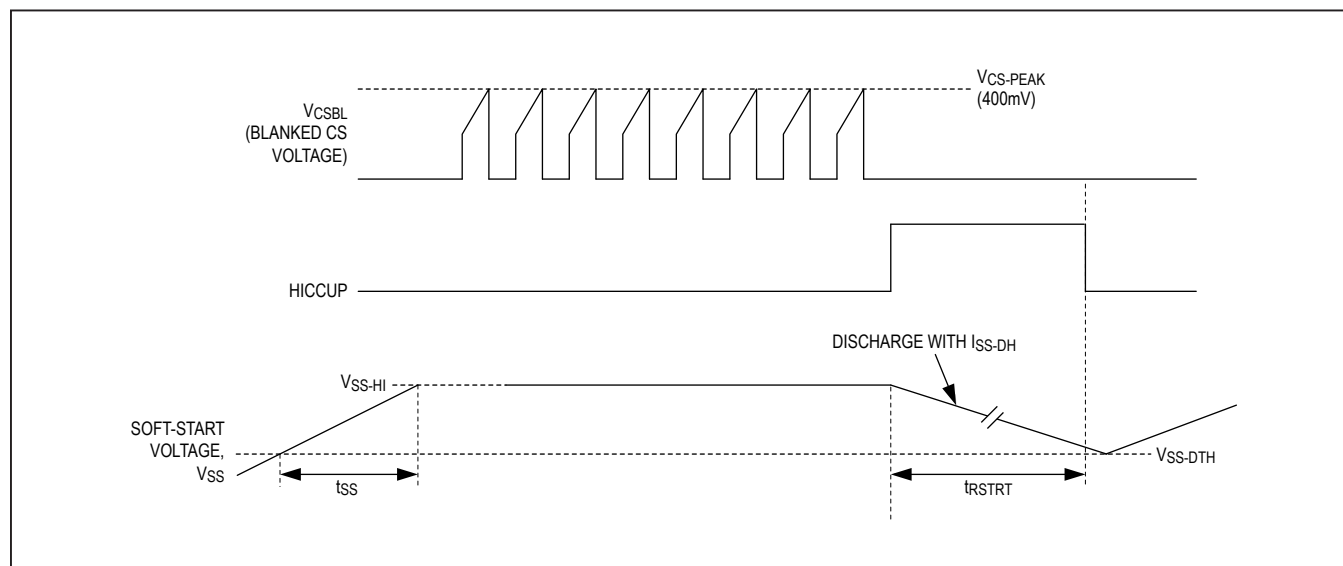 VCS-PEAK
(400mV)
VCSBL
(BLANKED CS
VOLTAGE)
HICCUP
DISCHARGE WITH ISS-DH
VSS-HI
SOFT-START
VOLTAGE,
VSS
VSS-DTH
tSS
tRSTRT